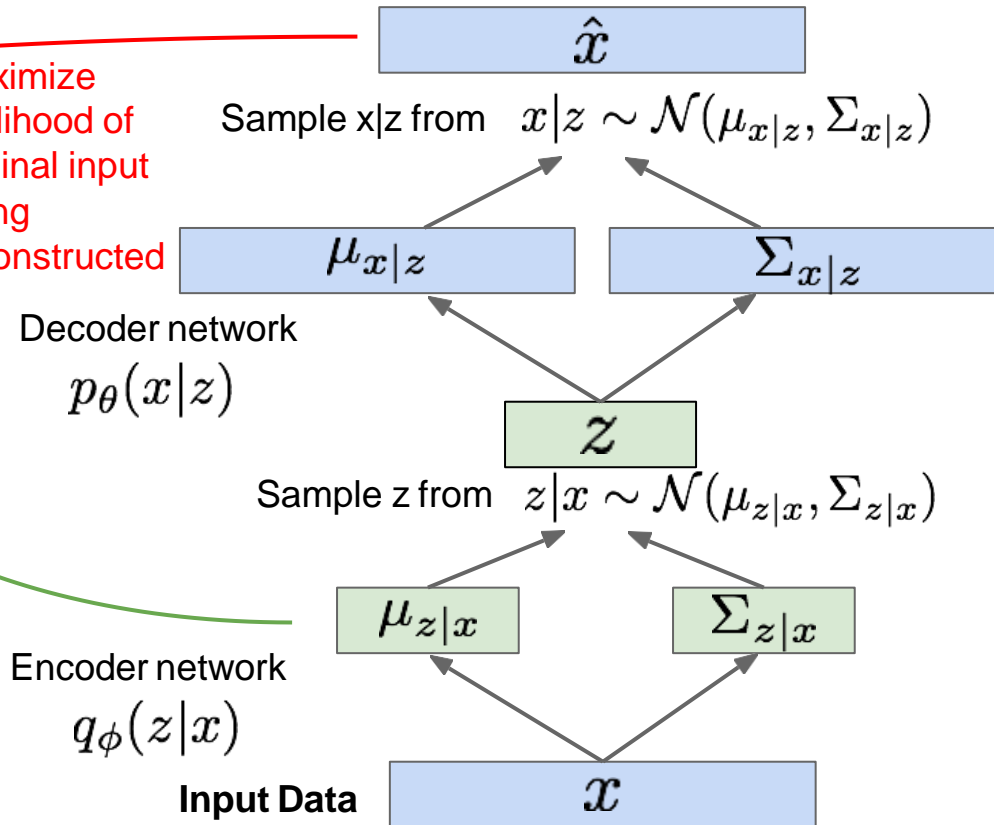 x̂
Sample x|z from x|z ∼ 𝒩(μ_{x|z}, Σ_{x|z})
ximize
lihood of
inal input
ng
constructed
μ_{x|z} Σ_{x|z}
Decoder network
p_θ(x|z)
z
Sample z from z|x ∼ 𝒩(μ_{z|x}, Σ_{z|x})
μ_{z|x} Σ_{z|x}
Encoder network
q_ϕ(z|x)
Input Data x